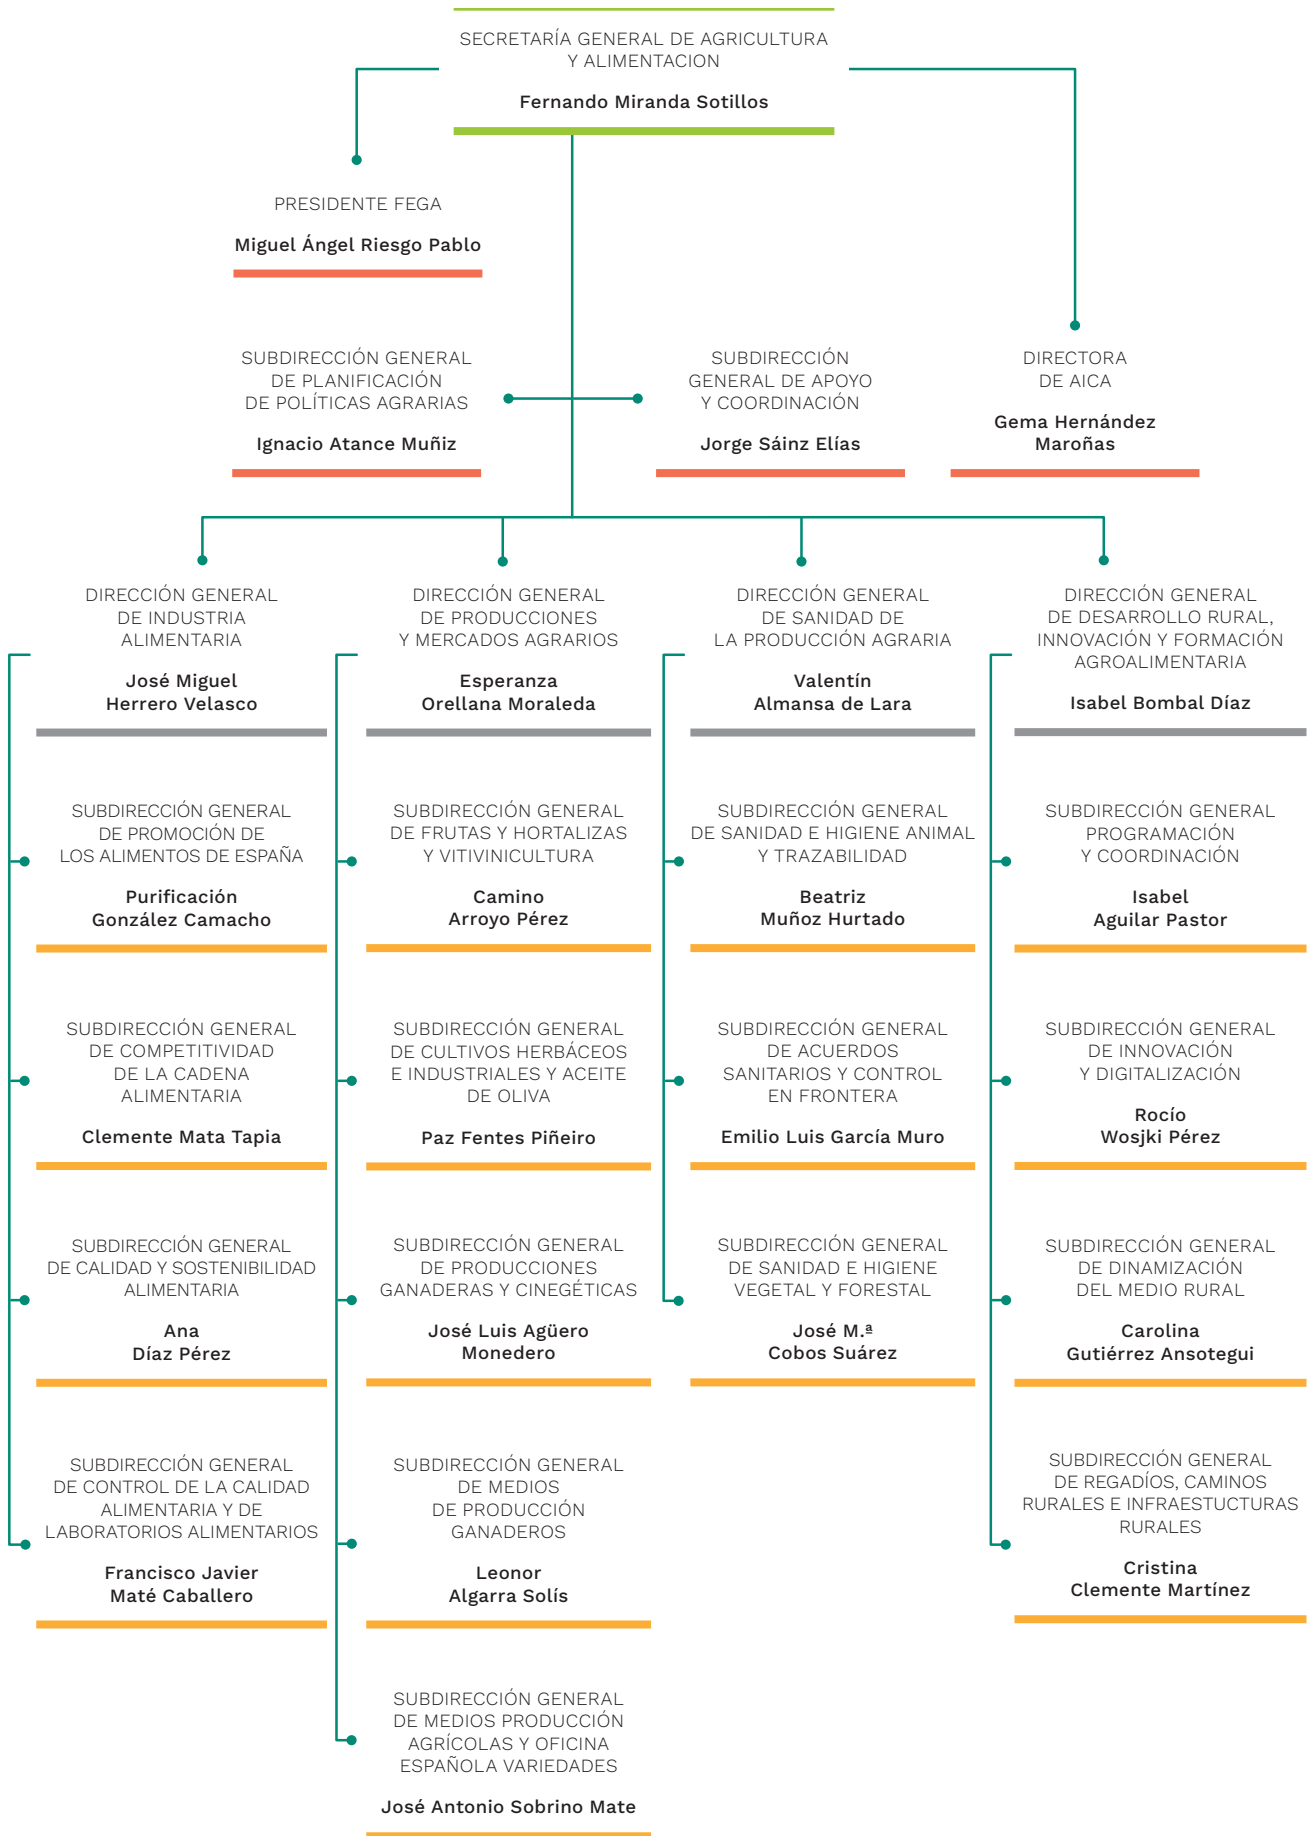 SECRETARÍA GENERAL DE AGRICULTURA
Y ALIMENTACION
Fernando Miranda Sotillos
PRESIDENTE FEGA
Miguel Ángel Riesgo Pablo
SUBDIRECCIÓN GENERAL
DE PLANIFICACIÓN
DE POLÍTICAS AGRARIAS
Ignacio Atance Muñiz
SUBDIRECCIÓN
GENERAL DE APOYO
Y COORDINACIÓN
Jorge Sáinz Elías
DIRECTORA
DE AICA
Gema Hernández
Maroñas
DIRECCIÓN GENERAL
DE INDUSTRIA
ALIMENTARIA
José Miguel
Herrero Velasco
SUBDIRECCIÓN GENERAL
DE PROMOCIÓN DE
LOS ALIMENTOS DE ESPAÑA
Purificación
González Camacho
SUBDIRECCIÓN GENERAL
DE COMPETITIVIDAD
DE LA CADENA
ALIMENTARIA
Clemente Mata Tapia
SUBDIRECCIÓN GENERAL
DE CALIDAD Y SOSTENIBILIDAD
ALIMENTARIA
Ana
Díaz Pérez
SUBDIRECCIÓN GENERAL
DE CONTROL DE LA CALIDAD
ALIMENTARIA Y DE
LABORATORIOS ALIMENTARIOS
Francisco Javier
Maté Caballero
DIRECCIÓN GENERAL
DE PRODUCCIONES
Y MERCADOS AGRARIOS
Esperanza
Orellana Moraleda
SUBDIRECCIÓN GENERAL
DE FRUTAS Y HORTALIZAS
Y VITIVINICULTURA
Camino
Arroyo Pérez
SUBDIRECCIÓN GENERAL
DE CULTIVOS HERBÁCEOS
E INDUSTRIALES Y ACEITE
DE OLIVA
Paz Fentes Piñeiro
SUBDIRECCIÓN GENERAL
DE PRODUCCIONES
GANADERAS Y CINEGÉTICAS
José Luis Agüero
Monedero
SUBDIRECCIÓN GENERAL
DE MEDIOS
DE PRODUCCIÓN
GANADEROS
Leonor
Algarra Solís
SUBDIRECCIÓN GENERAL
DE MEDIOS PRODUCCIÓN
AGRÍCOLAS Y OFICINA
ESPAÑOLA VARIEDADES
José Antonio Sobrino Mate
DIRECCIÓN GENERAL
DE SANIDAD DE
LA PRODUCCIÓN AGRARIA
Valentín
Almansa de Lara
SUBDIRECCIÓN GENERAL
DE SANIDAD E HIGIENE ANIMAL
Y TRAZABILIDAD
Beatriz
Muñoz Hurtado
SUBDIRECCIÓN GENERAL
DE ACUERDOS
SANITARIOS Y CONTROL
EN FRONTERA
Emilio Luis García Muro
SUBDIRECCIÓN GENERAL
DE SANIDAD E HIGIENE
VEGETAL Y FORESTAL
José M.ª
Cobos Suárez
DIRECCIÓN GENERAL
DE DESARROLLO RURAL,
INNOVACIÓN Y FORMACIÓN
AGROALIMENTARIA
Isabel Bombal Díaz
SUBDIRECCIÓN GENERAL
PROGRAMACIÓN
Y COORDINACIÓN
Isabel
Aguilar Pastor
SUBDIRECCIÓN GENERAL
DE INNOVACIÓN
Y DIGITALIZACIÓN
Rocío
Wosjki Pérez
SUBDIRECCIÓN GENERAL
DE DINAMIZACIÓN
DEL MEDIO RURAL
Carolina
Gutiérrez Ansotegui
SUBDIRECCIÓN GENERAL
DE REGADÍOS, CAMINOS
RURALES E INFRAESTUCTURAS
RURALES
Cristina
Clemente Martínez